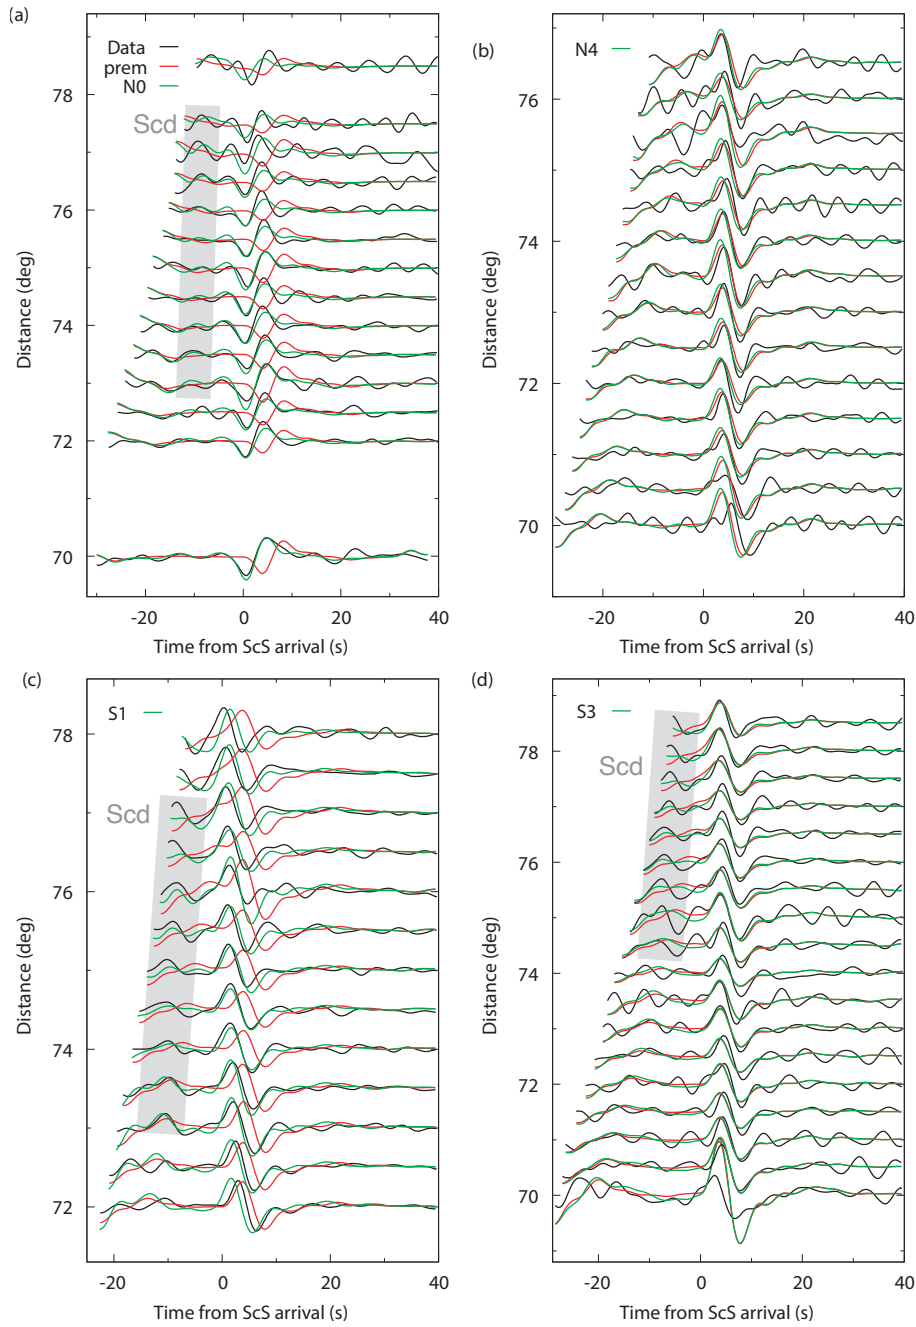 (a)
Data
prem
N0
Scd
78
76
74
72
70
Distance (deg)
-20
0
20
40
Time from ScS arrival (s)
(b)
N4
76
74
72
70
Distance (deg)
-20
0
20
40
Time from ScS arrival (s)
(c)
S1
Scd
78
76
74
72
Distance (deg)
-20
-10
0
10
20
30
40
Time from ScS arrival (s)
(d)
S3
Scd
78
76
74
72
70
Distance (deg)
-20
0
20
40
Time from ScS arrival (s)